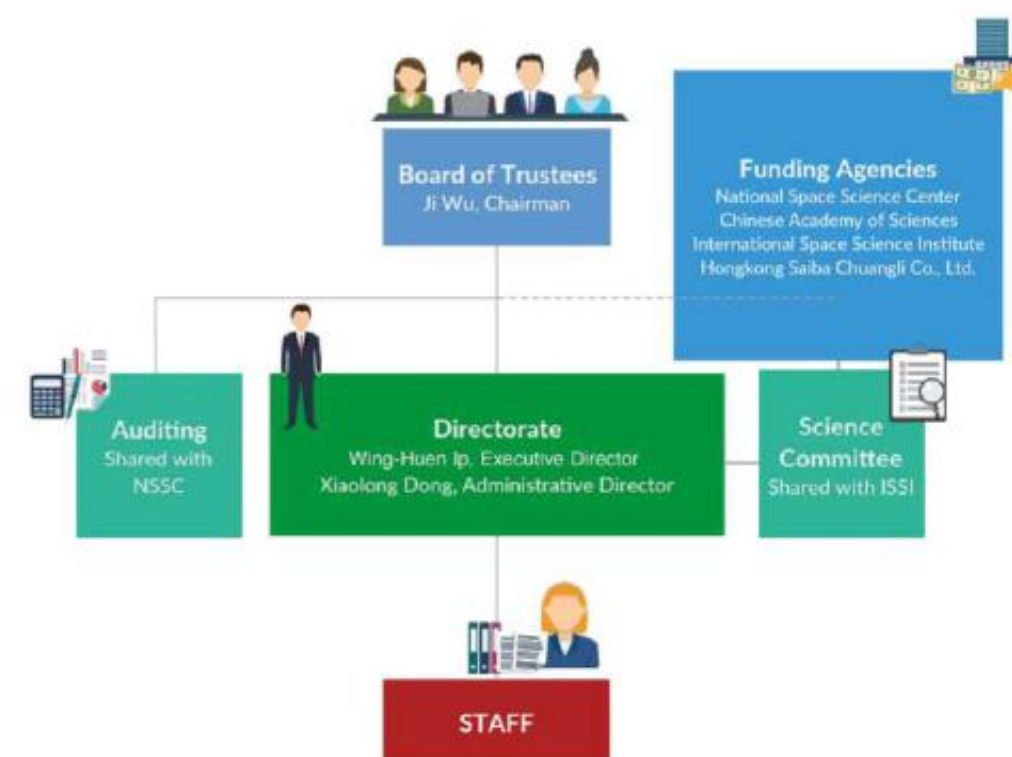 Board of Trustees
Ji Wu, Chairman
Funding Agencies
National Space Science Center
Chinese Academy of Sciences
International Space Science Institute
Hongkong Saiba Chuangli Co., Ltd.
Auditing
Shared with
NSSC
Directorate
Wing-Huen Ip, Executive Director
Xiaolong Dong, Administrative Director
Science
Committee
Shared with ISSI
STAFF